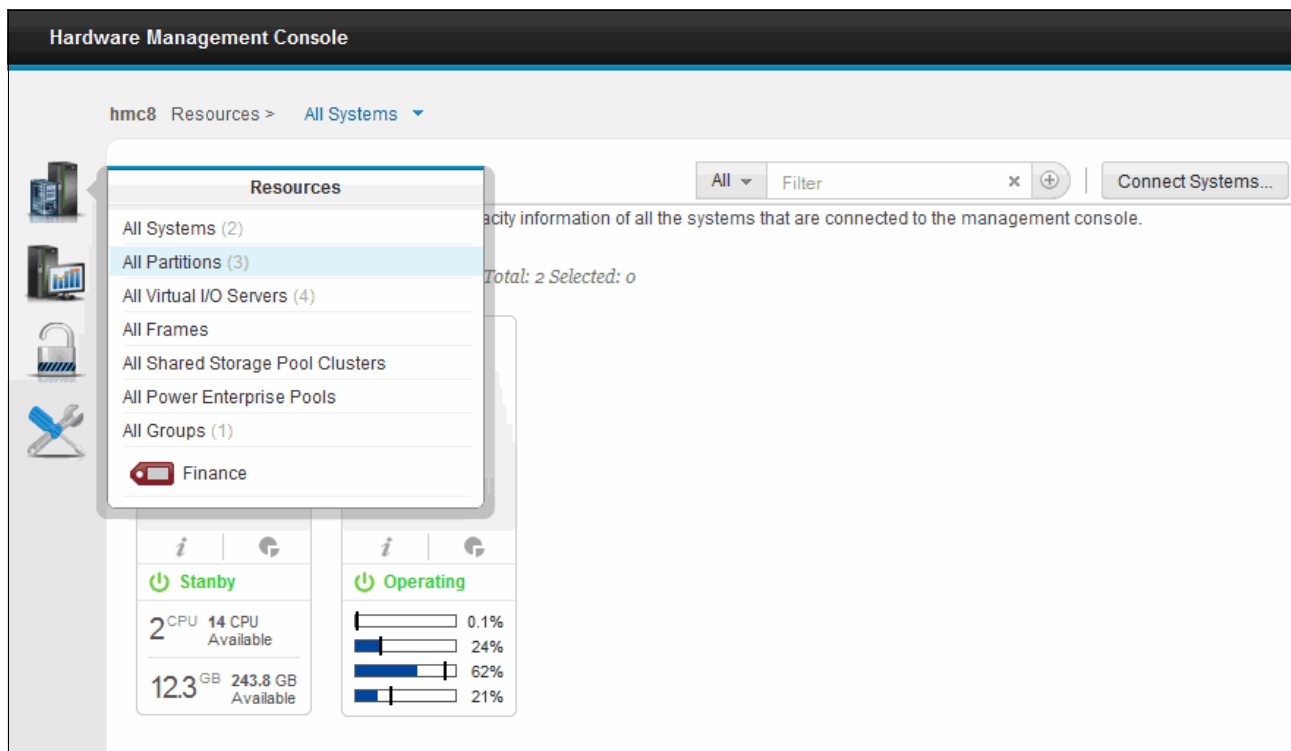 Hardware Management Console
hmc8 Resources > All Systems
Resources
All Systems (2)
All Partitions (3)
All Virtual I/O Servers (4)
All Frames
All Shared Storage Pool Clusters
All Power Enterprise Pools
All Groups (1)
Finance
All Filter × Connect Systems...
acity information of all the systems that are connected to the management console.
Total: 2 Selected: 0
i i
Stanby
2 CPU 14 CPU
Available
12.3 GB 243.8 GB
Available
Operating
0.1%
24%
62%
21%